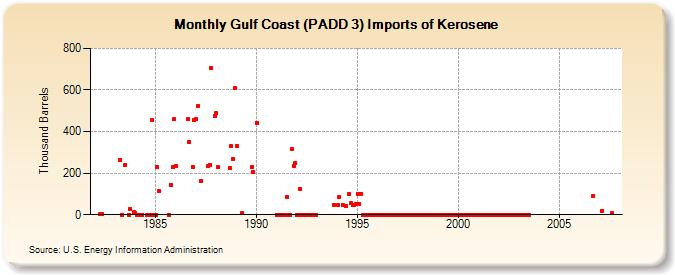 Monthly Gulf Coast (PADD 3) Imports of Kerosene
Thousand Barrels
800
600
400
200
0
1985 1990 1995 2000 2005
Source: U.S. Energy Information Administration